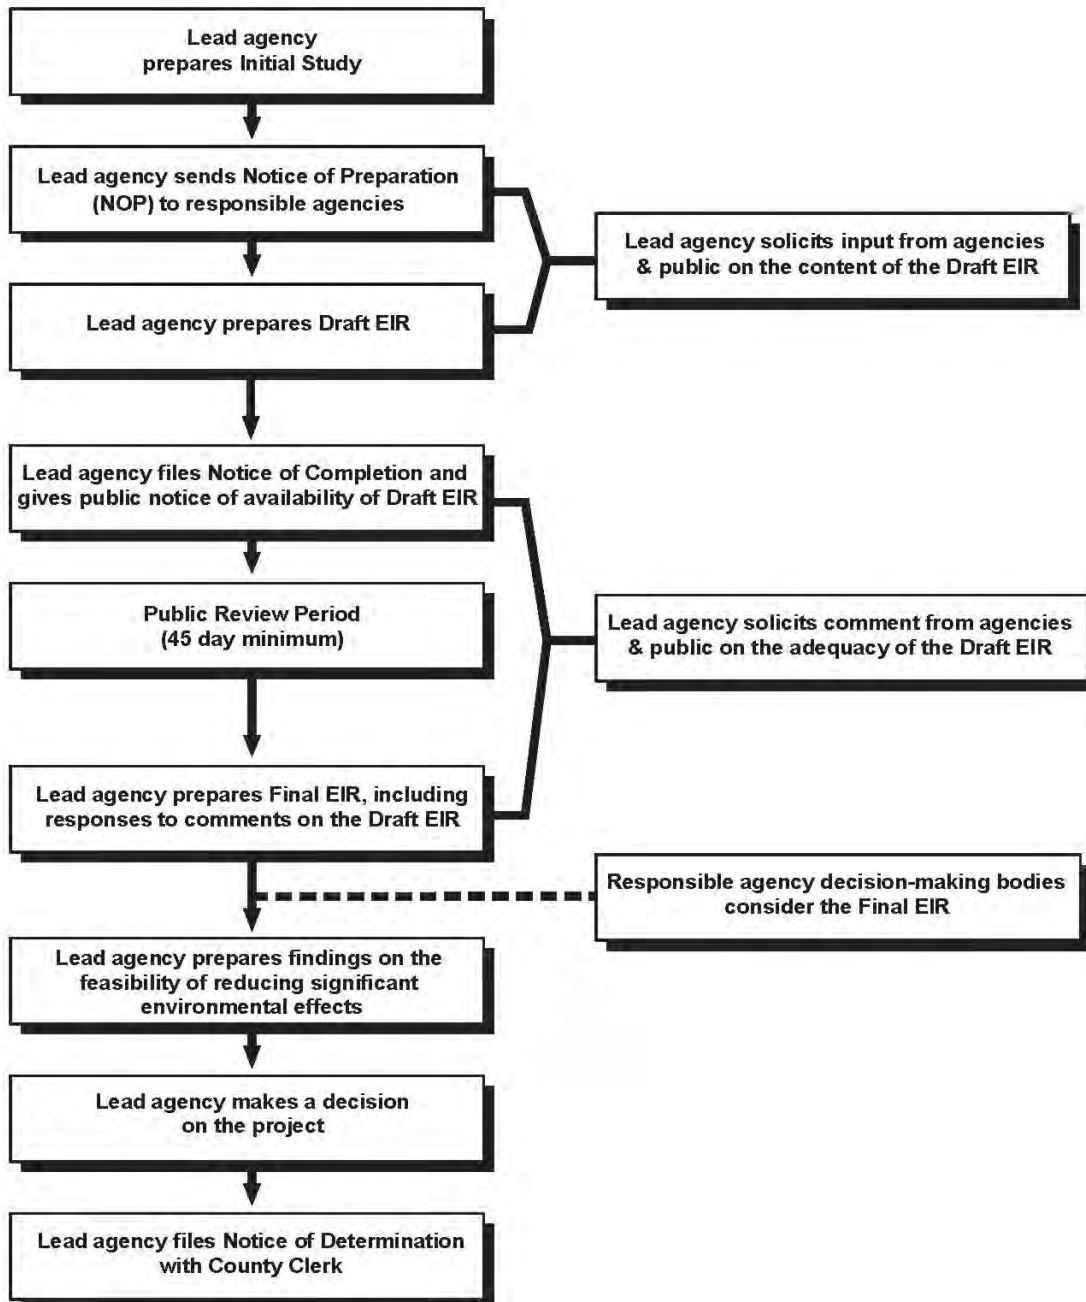 Lead agency
prepares Initial Study
Lead agency sends Notice of Preparation
(NOP) to responsible agencies
Lead agency solicits input from agencies
& public on the content of the Draft EIR
Lead agency prepares Draft EIR
Lead agency files Notice of Completion and
gives public notice of availability of Draft EIR
Public Review Period
(45 day minimum)
Lead agency solicits comment from agencies
& public on the adequacy of the Draft EIR
Lead agency prepares Final EIR, including
responses to comments on the Draft EIR
Responsible agency decision-making bodies
consider the Final EIR
Lead agency prepares findings on the
feasibility of reducing significant
environmental effects
Lead agency makes a decision
on the project
Lead agency files Notice of Determination
with County Clerk